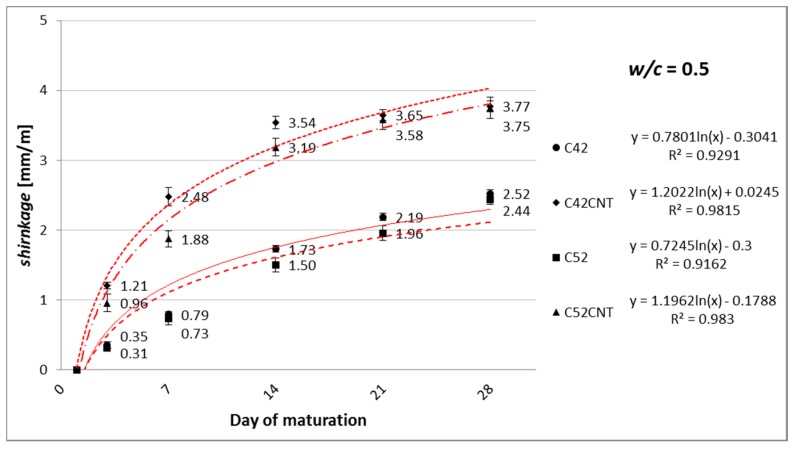 5
4
3
2
1
0
shirnkage [mm/m]
0
7
14
21
28
Day of maturation
1.21
0.96
0.35
0.31
2.48
1.88
0.79
0.73
3.54
3.19
1.73
1.50
3.65
3.58
2.19
1.96
3.77
3.75
2.52
2.44
w/c = 0.5
C42
y = 0.7801ln(x) - 0.3041
R² = 0.9291
C42CNT
y = 1.2022ln(x) + 0.0245
R² = 0.9815
C52
y = 0.7245ln(x) - 0.3
R² = 0.9162
C52CNT
y = 1.1962ln(x) - 0.1788
R² = 0.983